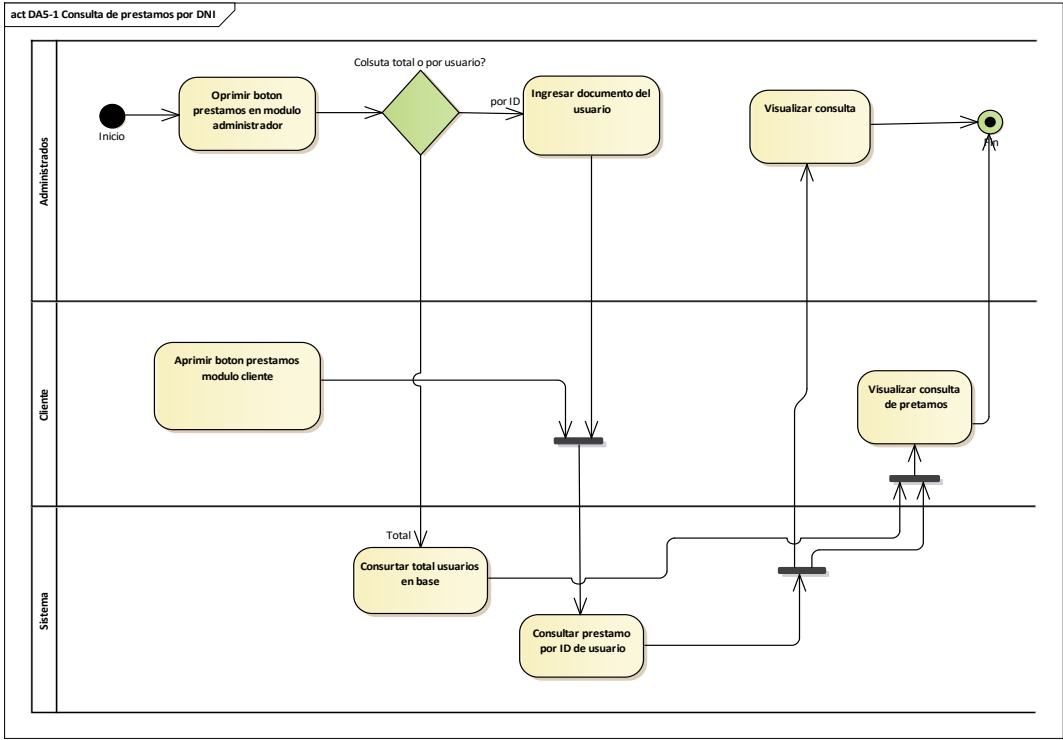 act DA5-1 Consulta de prestamos por DNI
Administrados
Inicio
Oprimir boton
prestamos en modulo
administrador
Colsuta total o por usuario?
por ID
Ingresar documento del
usuario
Visualizar consulta
Fin
Cliente
Aprimir boton prestamos
modulo cliente
Visualizar consulta
de pretamos
Sistema
Total
Consurtar total usuarios
en base
Consultar prestamo
por ID de usuario